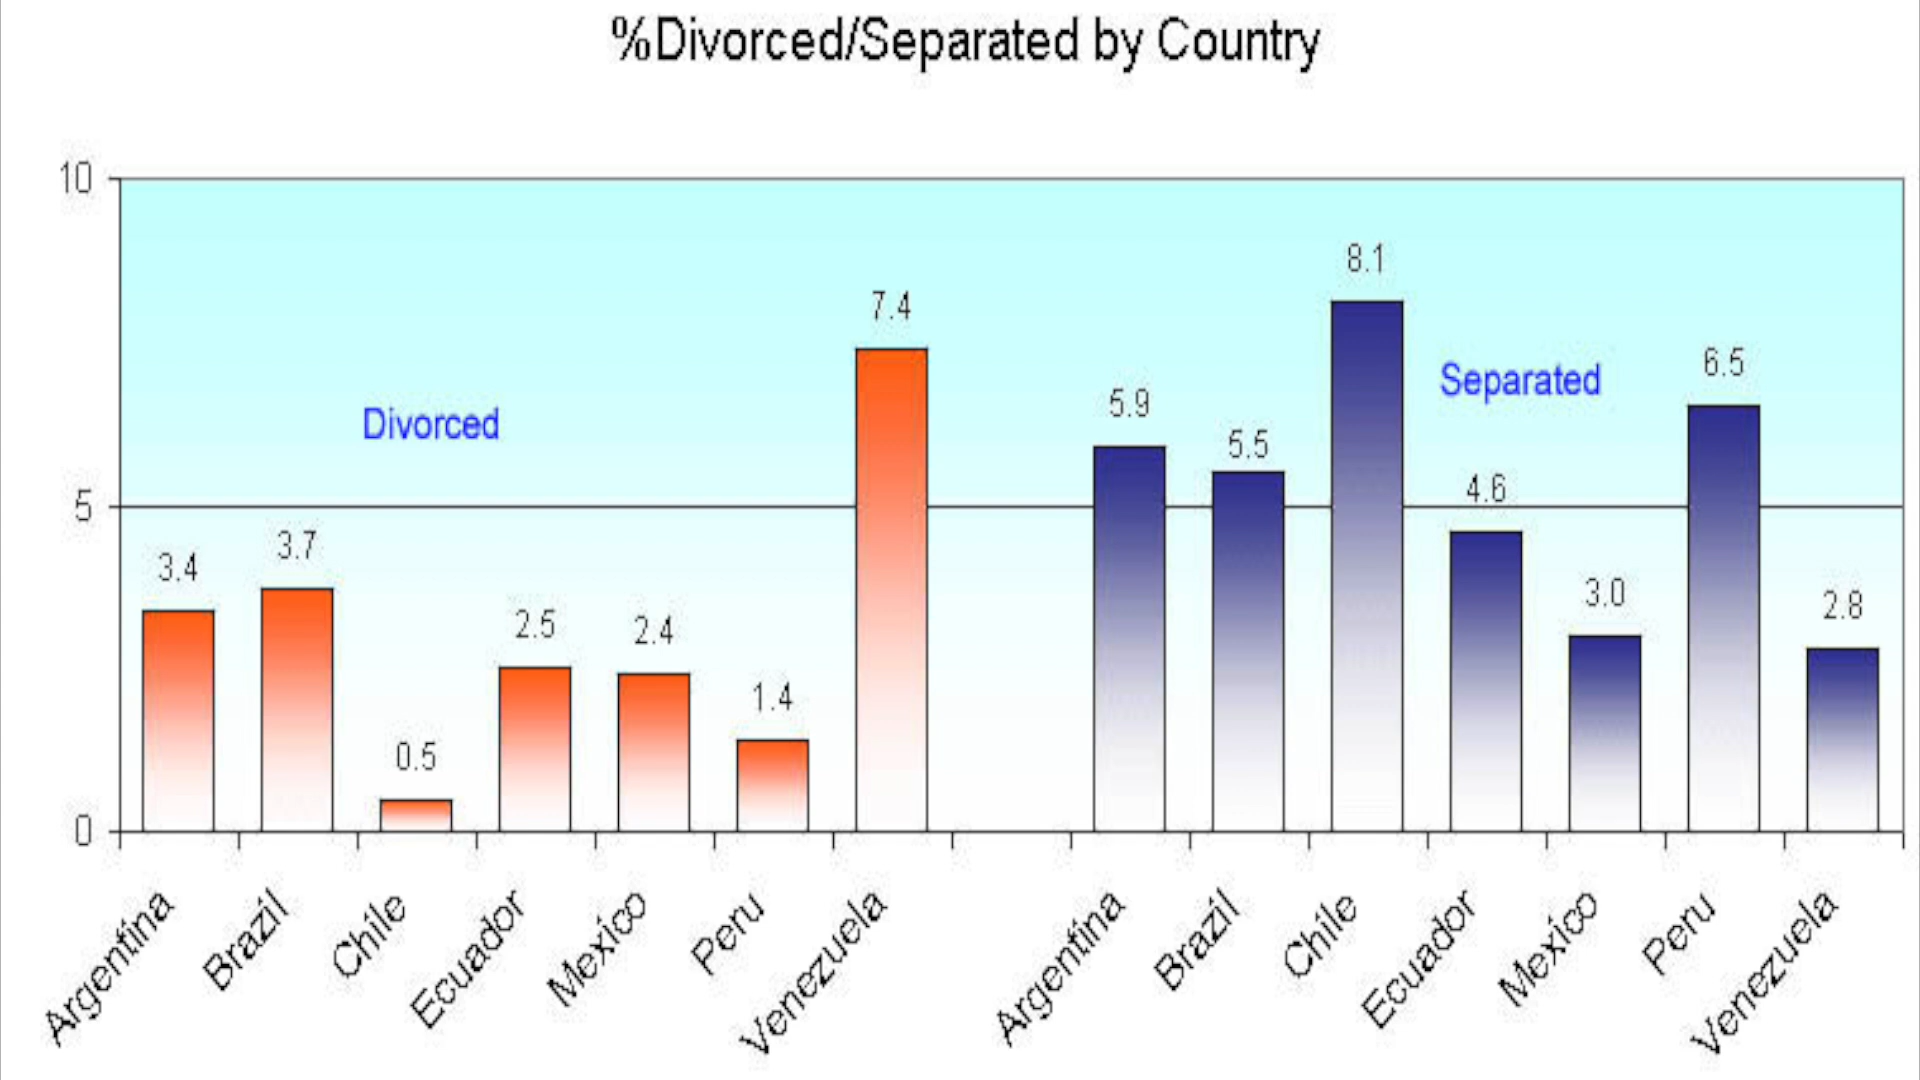 %Divorced/Separated by Country
10
5
0
Divorced
Separated
3.4
3.7
0.5
2.5
2.4
1.4
7.4
5.9
5.5
8.1
4.6
3.0
6.5
2.8
Argentina
Brazil
Chile
Ecuador
Mexico
Peru
Venezuela
Argentina
Brazil
Chile
Ecuador
Mexico
Peru
Venezuela